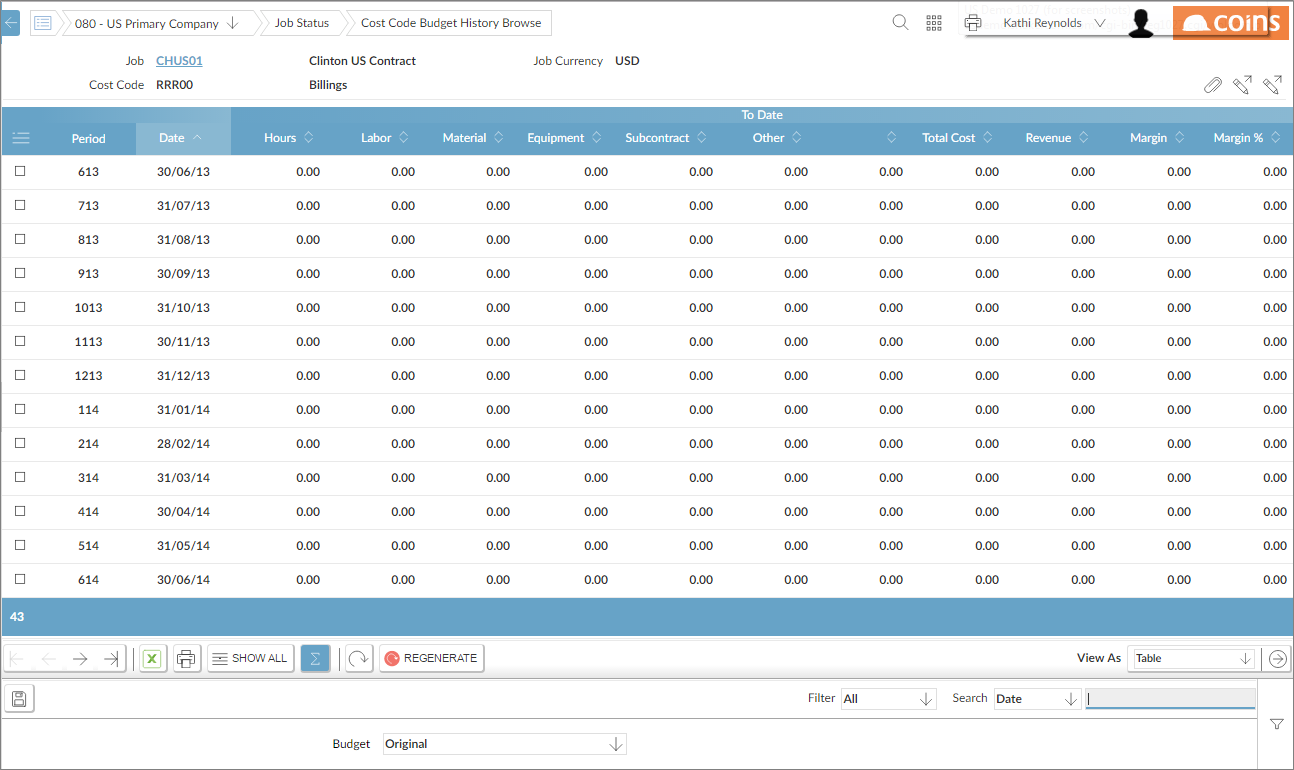 080 - US Primary Company Job Status Cost Code Budget History Browse Kathi Reynolds coins
Job CHUS01 Clinton US Contract Job Currency USD
Cost Code RRR00 Billings
To Date
Period Date Hours Labor Material Equipment Subcontract Other Total Cost Revenue Margin Margin %
613 30/06/13 0.00 0.00 0.00 0.00 0.00 0.00 0.00 0.00 0.00 0.00 0.00
713 31/07/13 0.00 0.00 0.00 0.00 0.00 0.00 0.00 0.00 0.00 0.00 0.00
813 31/08/13 0.00 0.00 0.00 0.00 0.00 0.00 0.00 0.00 0.00 0.00 0.00
913 30/09/13 0.00 0.00 0.00 0.00 0.00 0.00 0.00 0.00 0.00 0.00 0.00
1013 31/10/13 0.00 0.00 0.00 0.00 0.00 0.00 0.00 0.00 0.00 0.00 0.00
1113 30/11/13 0.00 0.00 0.00 0.00 0.00 0.00 0.00 0.00 0.00 0.00 0.00
1213 31/12/13 0.00 0.00 0.00 0.00 0.00 0.00 0.00 0.00 0.00 0.00 0.00
114 31/01/14 0.00 0.00 0.00 0.00 0.00 0.00 0.00 0.00 0.00 0.00 0.00
214 28/02/14 0.00 0.00 0.00 0.00 0.00 0.00 0.00 0.00 0.00 0.00 0.00
314 31/03/14 0.00 0.00 0.00 0.00 0.00 0.00 0.00 0.00 0.00 0.00 0.00
414 30/04/14 0.00 0.00 0.00 0.00 0.00 0.00 0.00 0.00 0.00 0.00 0.00
514 31/05/14 0.00 0.00 0.00 0.00 0.00 0.00 0.00 0.00 0.00 0.00 0.00
614 30/06/14 0.00 0.00 0.00 0.00 0.00 0.00 0.00 0.00 0.00 0.00 0.00
43
X SHOW ALL Σ REGENERATE View As Table
Filter All Search Date
Budget Original